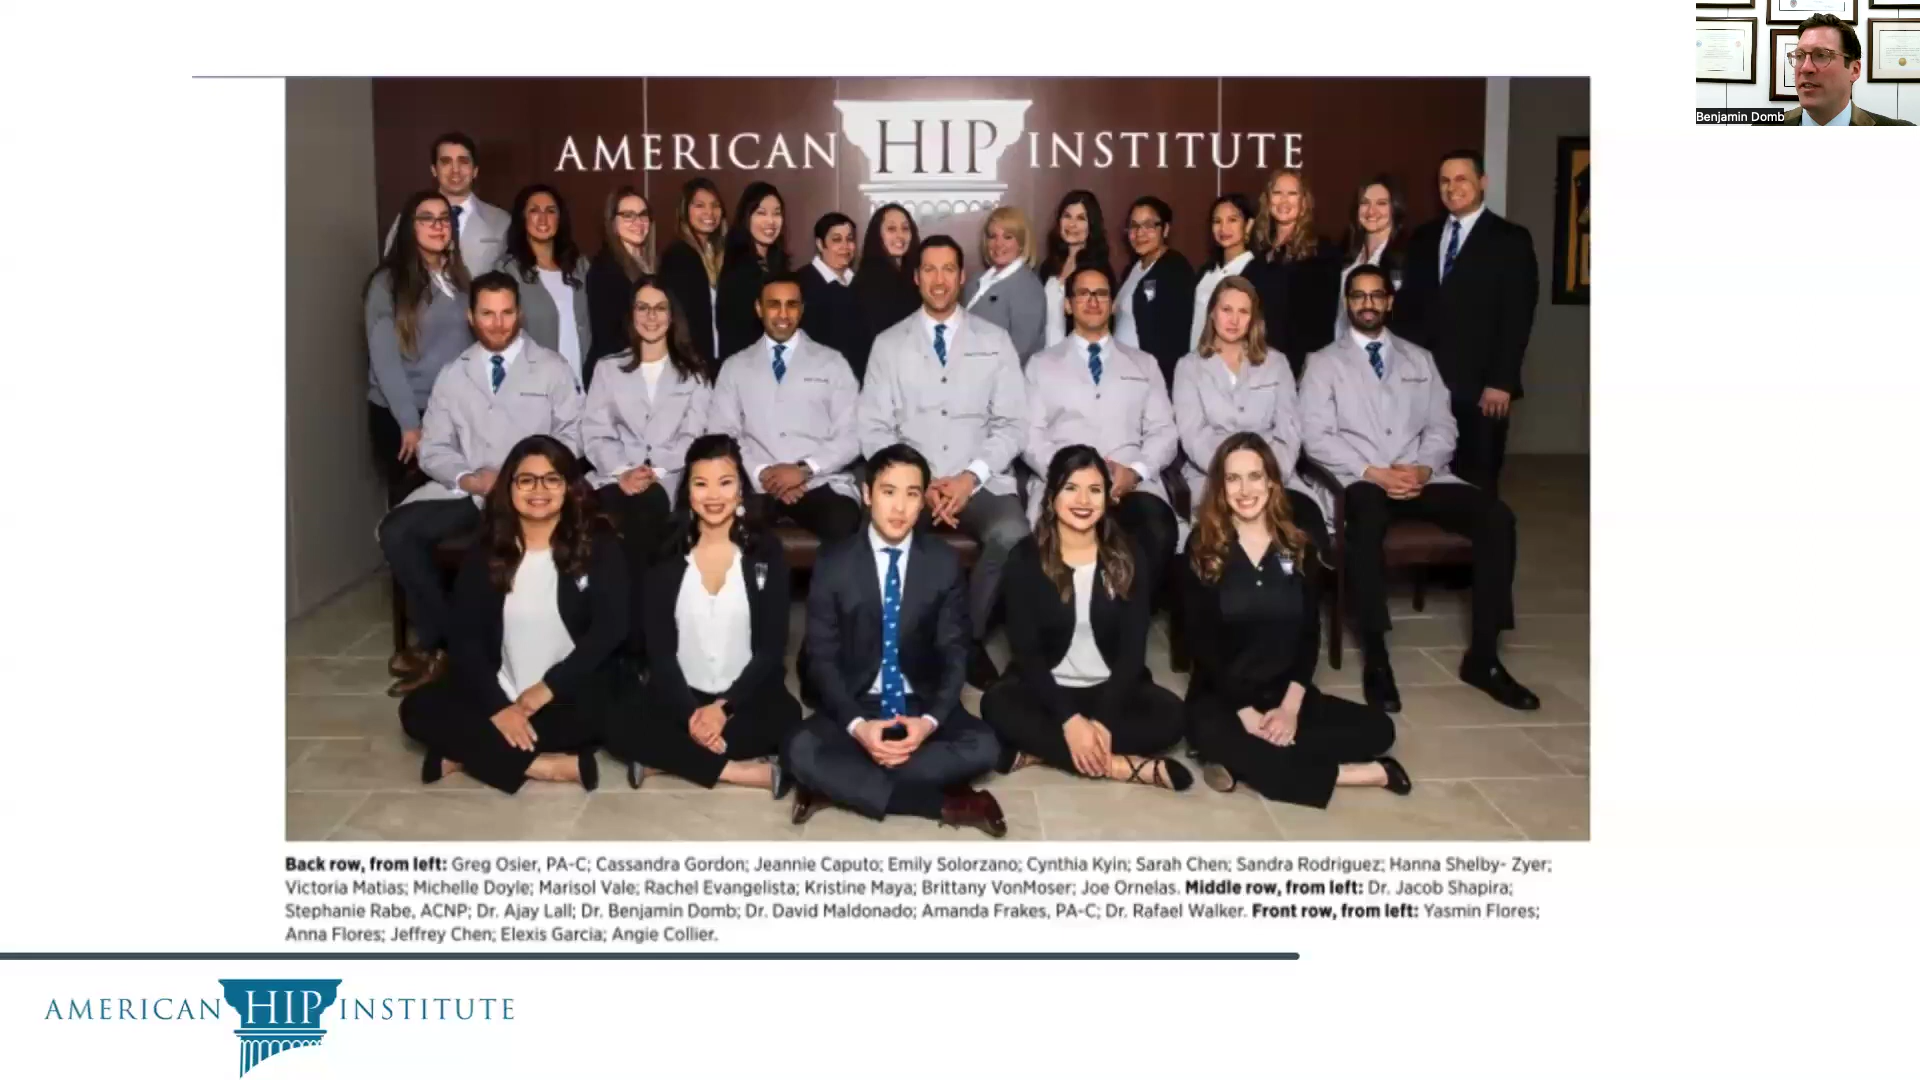 AMERICAN HIP INSTITUTE
Benjamin Domb
Back row, from left: Greg Osier, PA-C; Cassandra Gordon; Jeannie Caputo; Emily Solorzano; Cynthia Kyin; Sarah Chen; Sandra Rodriguez; Hanna Shelby- Zyer;
Victoria Matias; Michelle Doyle; Marisol Vale; Rachel Evangelista; Kristine Maya; Brittany VonMoser; Joe Ornelas. Middle row, from left: Dr. Jacob Shapira;
Stephanie Rabe, ACNP; Dr. Ajay Lall; Dr. Benjamin Domb; Dr. David Maldonado; Amanda Frakes, PA-C; Dr. Rafael Walker. Front row, from left: Yasmin Flores;
Anna Flores; Jeffrey Chen; Elexis Garcia; Angie Collier.
AMERICAN HIP INSTITUTE